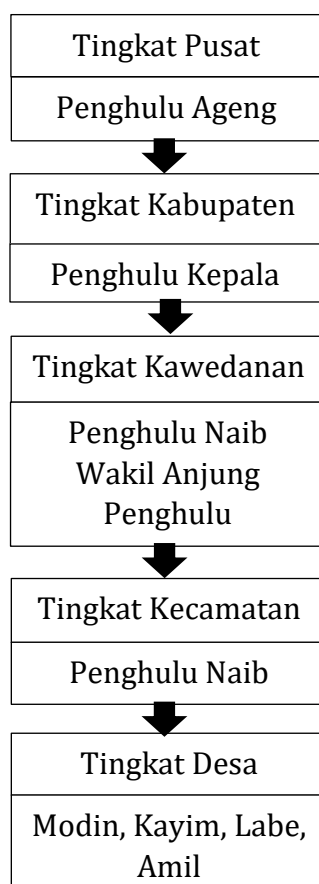 Tingkat Pusat
Penghulu Ageng
Tingkat Kabupaten
Penghulu Kepala
Tingkat Kawedanan
Penghulu Naib
Wakil Anjung
Penghulu
Tingkat Kecamatan
Penghulu Naib
Tingkat Desa
Modin, Kayim, Labe,
Amil